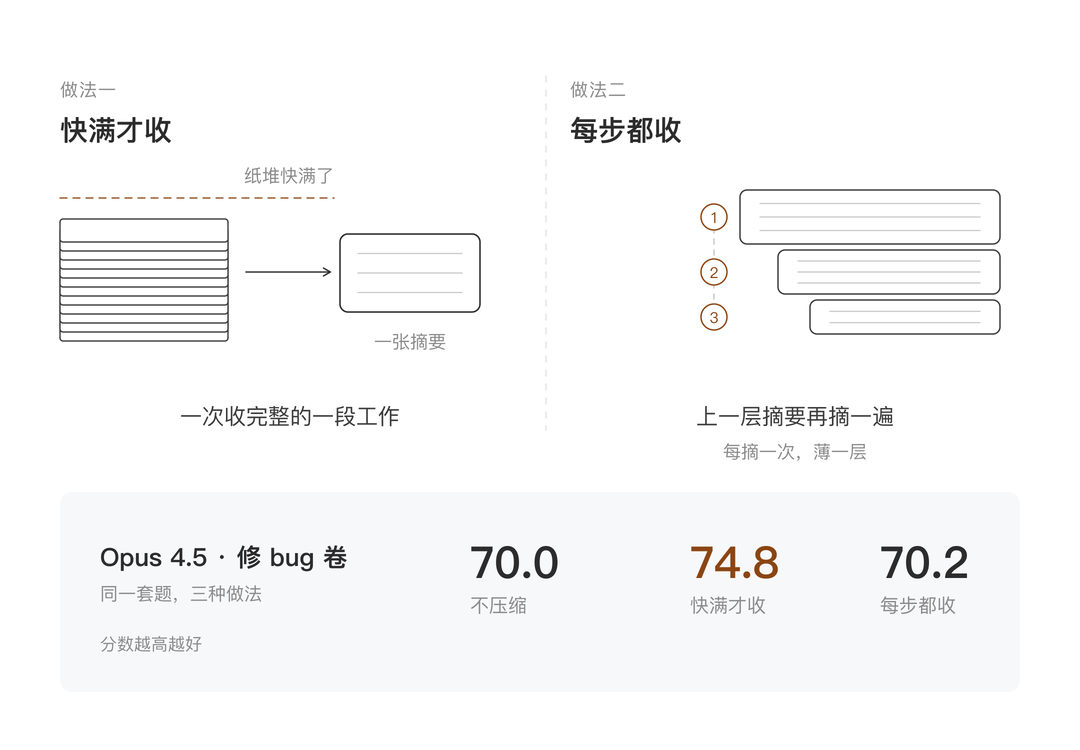 做法一
快满才收
纸堆快满了
一张摘要
一次收完整的一段工作
做法二
每步都收
1
2
3
上一层摘要再摘一遍
每摘一次，薄一层
Opus 4.5 · 修 bug 卷
同一套题，三种做法
分数越高越好
70.0
不压缩
74.8
快满才收
70.2
每步都收